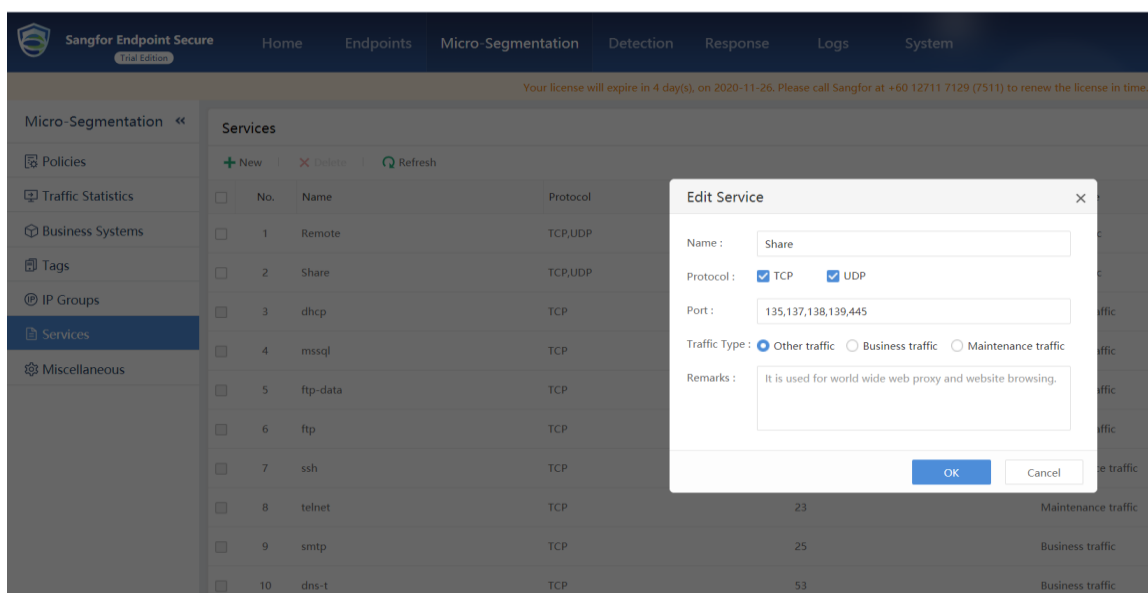 Sangfor Endpoint Secure
Trial Edition
Home Endpoints Micro-Segmentation Detection Response Logs System
Your license will expire in 4 day(s), on 2020-11-26. Please call Sangfor at +60 12711 7129 (7511) to renew the license in time.
Micro-Segmentation «
Policies
Traffic Statistics
Business Systems
Tags
IP Groups
Services
Miscellaneous
Services
New Delete Refresh
No. Name Protocol
1 Remote TCP,UDP
2 Share TCP,UDP
3 dhcp TCP
4 mssql TCP
5 ftp-data TCP
6 ftp TCP
7 ssh TCP
8 telnet TCP 23 Maintenance traffic
9 smtp TCP 25 Business traffic
10 dns-t TCP 53 Business traffic
Edit Service
Name : Share
Protocol : TCP UDP
Port : 135,137,138,139,445
Traffic Type : Other traffic Business traffic Maintenance traffic
Remarks : It is used for world wide web proxy and website browsing.
OK Cancel